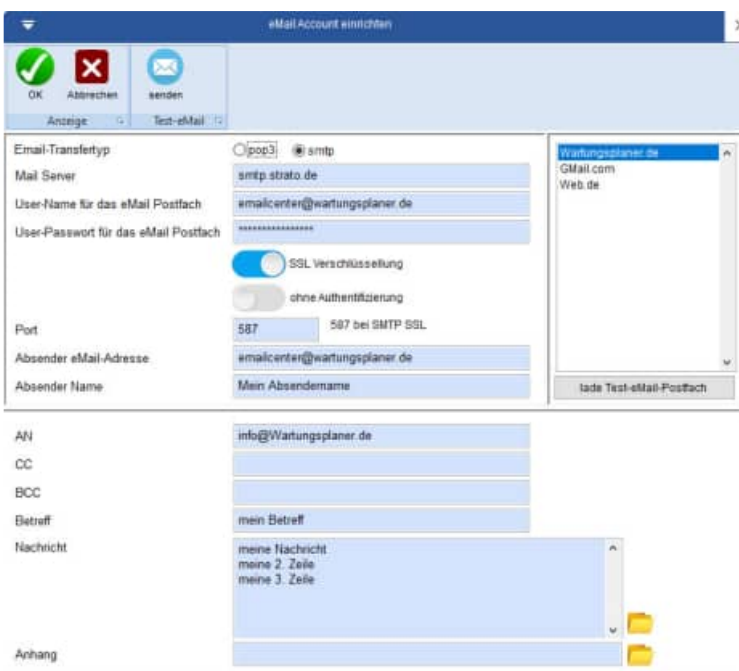 eMail Account einrichten
OK Abbrechen senden
Anzeige Test-eMail
Email-Transfertyp pop3 smtp
Mail Server smtp.strato.de
User-Name für das eMail Postfach emailcenter@wartungsplaner.de
User-Passwort für das eMail Postfach ****************
SSL Verschlüsselung
ohne Authentifizierung
Port 587 587 bei SMTP SSL
Absender eMail-Adresse emailcenter@wartungsplaner.de
Absender Name Mein Absendername
Wartungsplaner.de
GMail.com
Web.de
lade Test-eMail-Postfach
AN info@Wartungsplaner.de
CC
BCC
Betreff mein Betreff
Nachricht meine Nachricht
meine 2. Zeile
meine 3. Zeile
Anhang